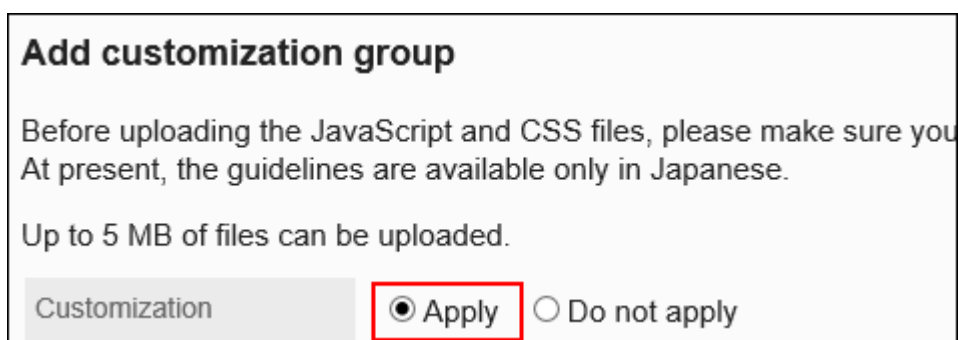 Add customization group
Before uploading the JavaScript and CSS files, please make sure you
At present, the guidelines are available only in Japanese.
Up to 5 MB of files can be uploaded.
Customization Apply Do not apply